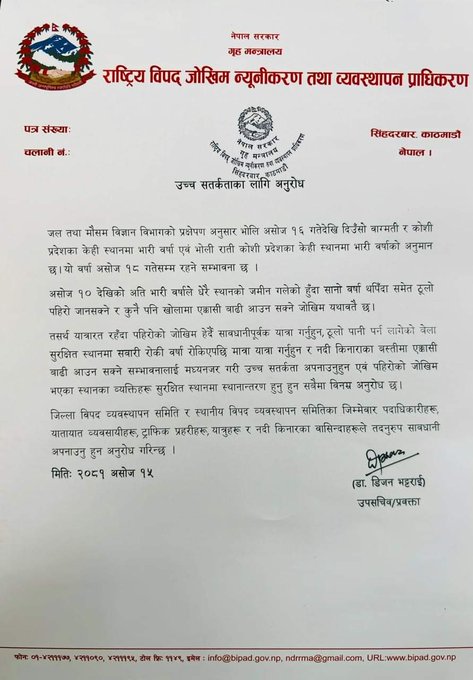 नेपाल सरकार
गृह मन्त्रालय
राष्ट्रिय विपद् जोखिम न्यूनीकरण तथा व्यवस्थापन प्राधिकरण
पत्र संख्याः
चलानी नं.ः
सिंहदरबार, काठमाडौं
नेपाल ।
नेपाल सरकार
गृह मन्त्रालय
राष्ट्रिय विपद् जोखिम न्यूनीकरण तथा व्यवस्थापन प्राधिकरण
सिंहदरबार, काठमाडौं
उच्च सतर्कताका लागि अनुरोध
जल तथा मौसम विज्ञान विभागको प्रक्षेपण अनुसार भोलि असोज १६ गतेदेखि दिउँसो वाग्मती र कोशी
प्रदेशका केही स्थानमा भारी वर्षा एवं भोली राती कोशी प्रदेशका केही स्थानमा भारी वर्षाको अनुमान
छ। यो वर्षा असोज १८ गतेसम्म रहने सम्भावना छ ।
असोज १० देखिको अति भारी वर्षाले धेरै स्थानको जमीन गलेको हुँदा सानो वर्षा थपिँदा समेत ठूलो
पहिरो जानसक्ने र कुनै पनि खोलामा एक्कासी बाढी आउन सक्ने जोखिम यथावतै छ।
तसर्थ यात्रारत रहँदा पहिरोको जोखिम हेर्दै सावधानीपूर्वक यात्रा गर्नुहुन, ठूलो पानी पर्न लागेको वेला
सुरक्षित स्थानमा सवारी रोकी वर्षा रोकिएपछि मात्रा यात्रा गर्नुहुन र नदी किनाराका बस्तीमा एक्कासी
बाढी आउन सक्ने सम्भावनालाई मध्यनजर गरी उच्च सतर्कता अपनाउनुहुन एवं पहिरोको जोखिम
भएका स्थानका व्यक्तिहरू सुरक्षित स्थानमा स्थानान्तरण हुनु हुन सवैमा विनम्र अनुरोध छ।
जिल्ला विपद व्यवस्थापन समिति र स्थानीय विपद व्यवस्थापन समितिका जिम्मेवार पदाधिकारीहरू,
यातायात व्यवसायीहरू, ट्राफिक प्रहरीहरू, यात्रुहरू र नदी किनारका वासिन्दाहरूले तदनुरुप सावधानी
अपनाउनु हुन अनुरोध गरिन्छ ।
मितिः २०८१ असोज १५
(डा. डिजन भट्टराई)
उपसचिव/प्रवक्ता
फोनः ०१-४२११११७७, ४२११०९०, ४२१११९५, टोल फ्रिः ११४९, इमेलः info@bipad.gov.np, ndrrma@gmail.com, URL:www.bipad.gov.np